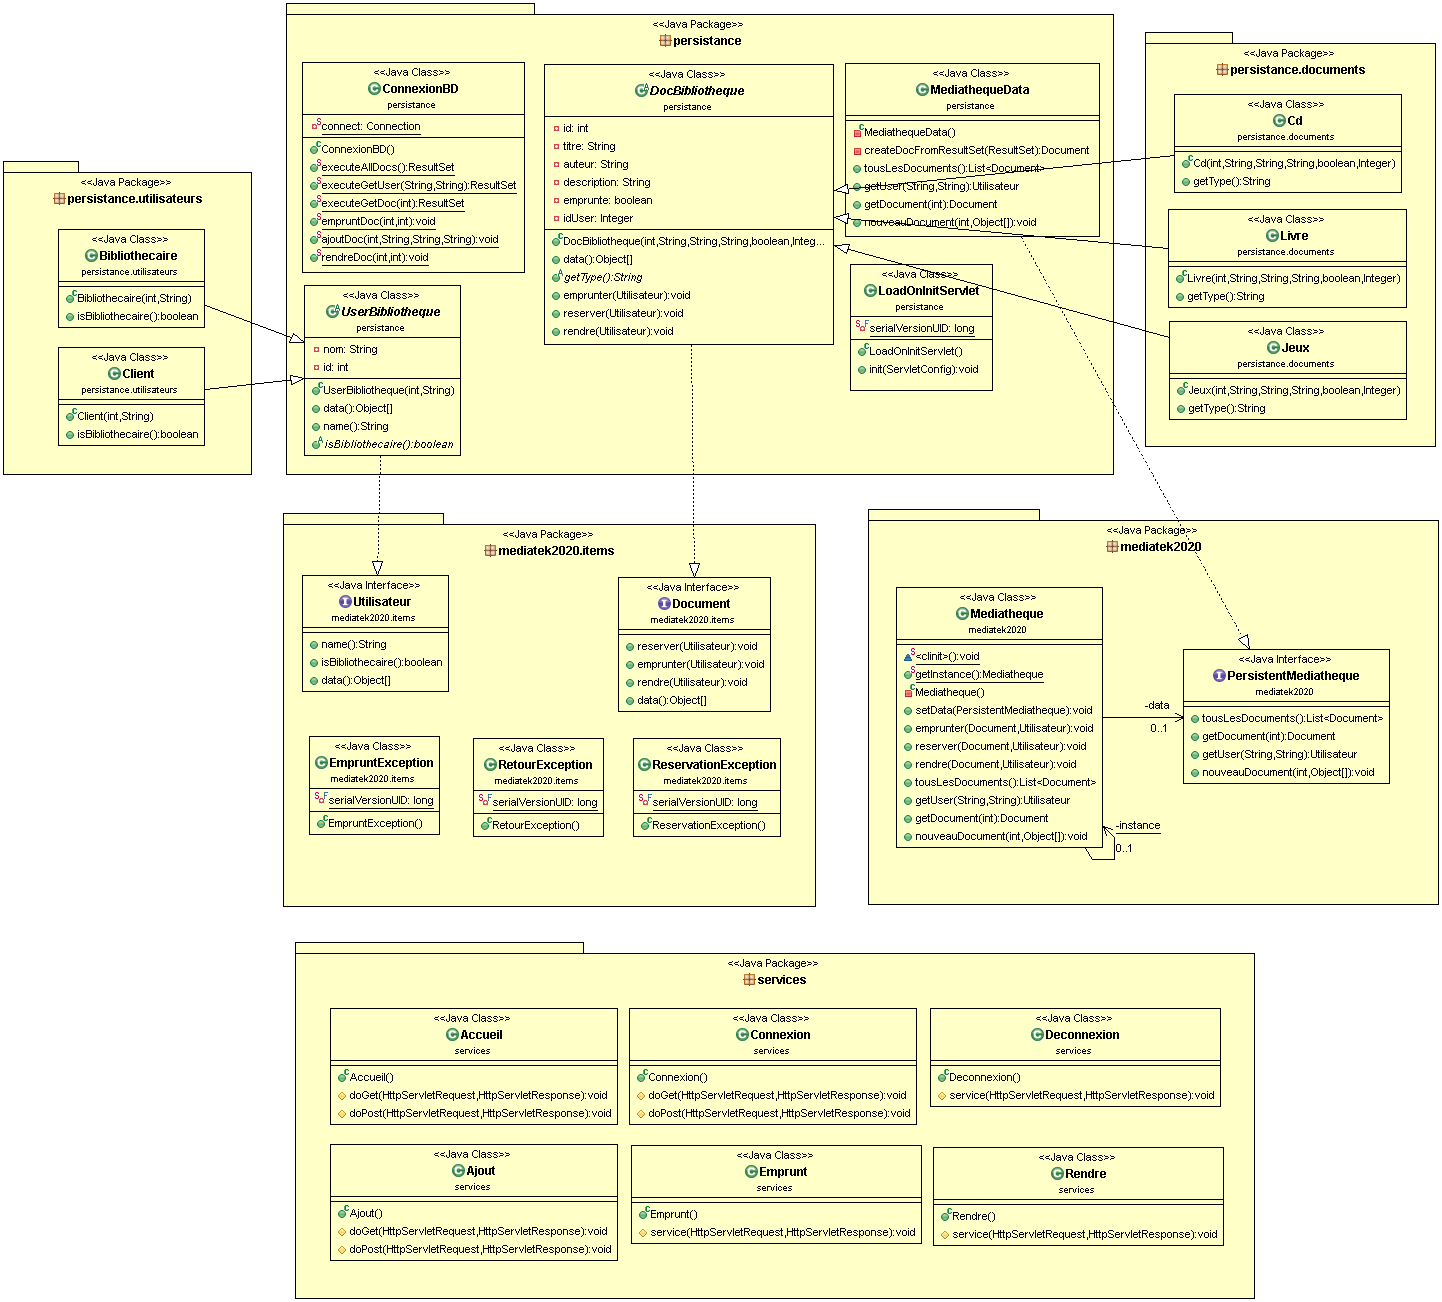 <<Java Package>>
persistance
<<Java Class>>
ConnexionBD
persistance
connect: Connection
ConnexionBD()
executeAllDocs():ResultSet
executeGetUser(String,String):ResultSet
executeGetDoc(int):ResultSet
empruntDoc(int,int):void
ajoutDoc(int,String,String,String):void
rendreDoc(int,int):void
<<Java Class>>
DocBibliotheque
persistance
id: int
titre: String
auteur: String
description: String
emprunte: boolean
idUser: Integer
DocBibliotheque(int,String,String,String,boolean,Integ...
data():Object[]
getType():String
emprunter(Utilisateur):void
reserver(Utilisateur):void
rendre(Utilisateur):void
<<Java Class>>
MediathequeData
persistance
MediathequeData()
createDocFromResultSet(ResultSet):Document
tousLesDocuments():List<Document>
getUser(String,String):Utilisateur
getDocument(int):Document
nouveauDocument(int,Object[]):void
<<Java Class>>
LoadOnInitServlet
persistance
serialVersionUID: long
LoadOnInitServlet()
init(ServletConfig):void
<<Java Class>>
UserBibliotheque
persistance
nom: String
id: int
UserBibliotheque(int,String)
data():Object[]
name():String
isBibliothecaire():boolean
<<Java Package>>
persistance.documents
<<Java Class>>
Cd
persistance.documents
Cd(int,String,String,String,boolean,Integer)
getType():String
<<Java Class>>
Livre
persistance.documents
Livre(int,String,String,String,boolean,Integer)
getType():String
<<Java Class>>
Jeux
persistance.documents
Jeux(int,String,String,String,boolean,Integer)
getType():String
<<Java Package>>
persistance.utilisateurs
<<Java Class>>
Bibliothecaire
persistance.utilisateurs
Bibliothecaire(int,String)
isBibliothecaire():boolean
<<Java Class>>
Client
persistance.utilisateurs
Client(int,String)
isBibliothecaire():boolean
<<Java Package>>
mediatek2020.items
<<Java Interface>>
Utilisateur
mediatek2020.items
name():String
isBibliothecaire():boolean
data():Object[]
<<Java Interface>>
Document
mediatek2020.items
reserver(Utilisateur):void
emprunter(Utilisateur):void
rendre(Utilisateur):void
data():Object[]
<<Java Class>>
EmpruntException
mediatek2020.items
serialVersionUID: long
EmpruntException()
<<Java Class>>
RetourException
mediatek2020.items
serialVersionUID: long
RetourException()
<<Java Class>>
ReservationException
mediatek2020.items
serialVersionUID: long
ReservationException()
<<Java Package>>
mediatek2020
<<Java Class>>
Mediatheque
mediatek2020
<clinit>():void
getInstance():Mediatheque
Mediatheque()
setData(PersistentMediatheque):void
emprunter(Document,Utilisateur):void
reserver(Document,Utilisateur):void
rendre(Document,Utilisateur):void
tousLesDocuments():List<Document>
getUser(String,String):Utilisateur
getDocument(int):Document
nouveauDocument(int,Object[]):void
-data
0..1
-instance
0..1
<<Java Interface>>
PersistentMediatheque
mediatek2020
tousLesDocuments():List<Document>
getDocument(int):Document
getUser(String,String):Utilisateur
nouveauDocument(int,Object[]):void
<<Java Package>>
services
<<Java Class>>
Accueil
services
Accueil()
doGet(HttpServletRequest,HttpServletResponse):void
doPost(HttpServletRequest,HttpServletResponse):void
<<Java Class>>
Connexion
services
Connexion()
doGet(HttpServletRequest,HttpServletResponse):void
doPost(HttpServletRequest,HttpServletResponse):void
<<Java Class>>
Deconnexion
services
Deconnexion()
service(HttpServletRequest,HttpServletResponse):void
<<Java Class>>
Ajout
services
Ajout()
doGet(HttpServletRequest,HttpServletResponse):void
doPost(HttpServletRequest,HttpServletResponse):void
<<Java Class>>
Emprunt
services
Emprunt()
service(HttpServletRequest,HttpServletResponse):void
<<Java Class>>
Rendre
services
Rendre()
service(HttpServletRequest,HttpServletResponse):void